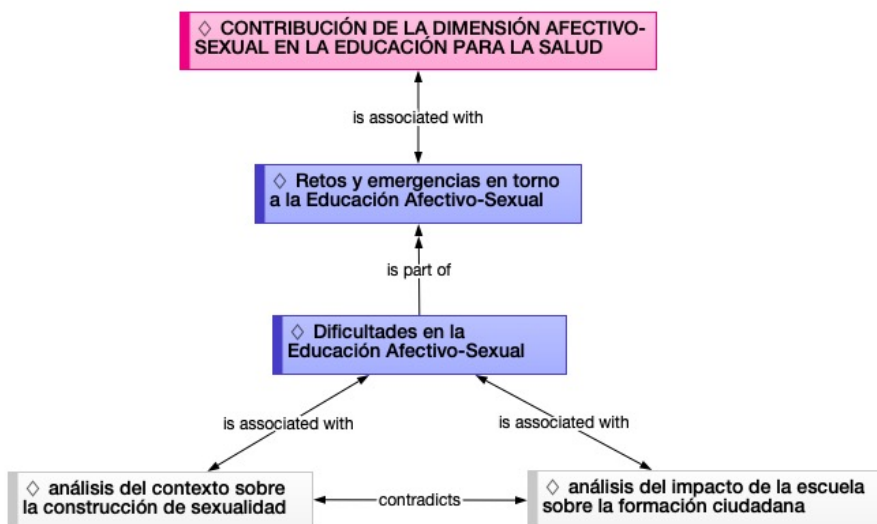 ◇ CONTRIBUCIÓN DE LA DIMENSIÓN AFECTIVO-
SEXUAL EN LA EDUCACIÓN PARA LA SALUD
is associated with
◇ Retos y emergencias en torno
a la Educación Afectivo-Sexual
is part of
◇ Dificultades en la
Educación Afectivo-Sexual
is associated with
is associated with
◇ análisis del contexto sobre
la construcción de sexualidad
contradicts
◇ análisis del impacto de la escuela
sobre la formación ciudadana